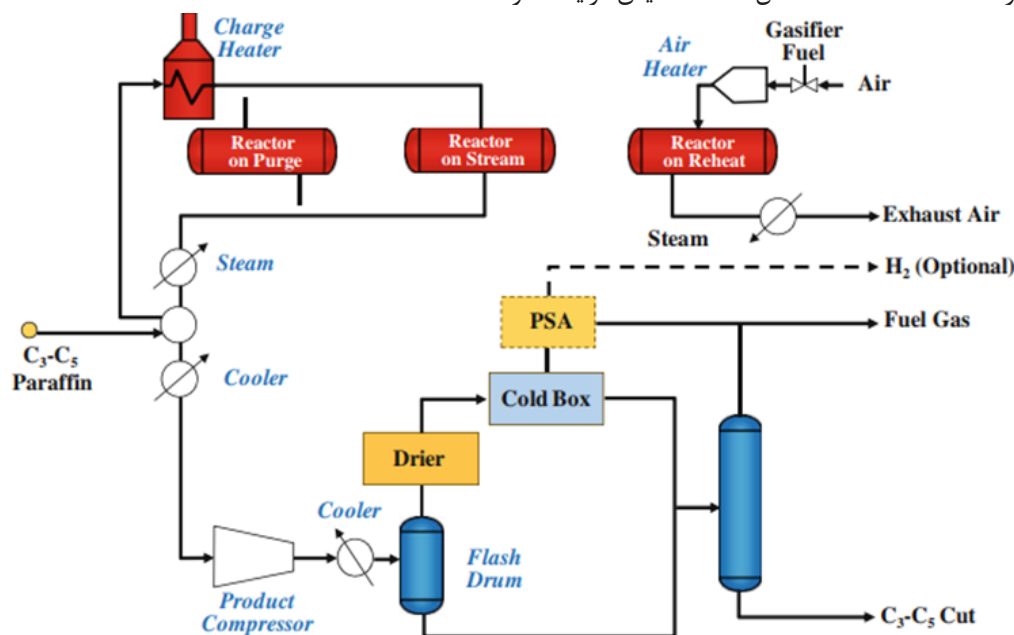 Charge
Heater
Gasifier
Fuel
Air
Heater
Air
Reactor
on Purge
Reactor
on Stream
Reactor
on Reheat
Steam
Exhaust Air
Steam
H₂ (Optional)
PSA
Fuel Gas
C₃-C₅
Paraffin
Cooler
Cold Box
Drier
Cooler
Flash
Drum
Product
Compressor
C₃-C₅ Cut